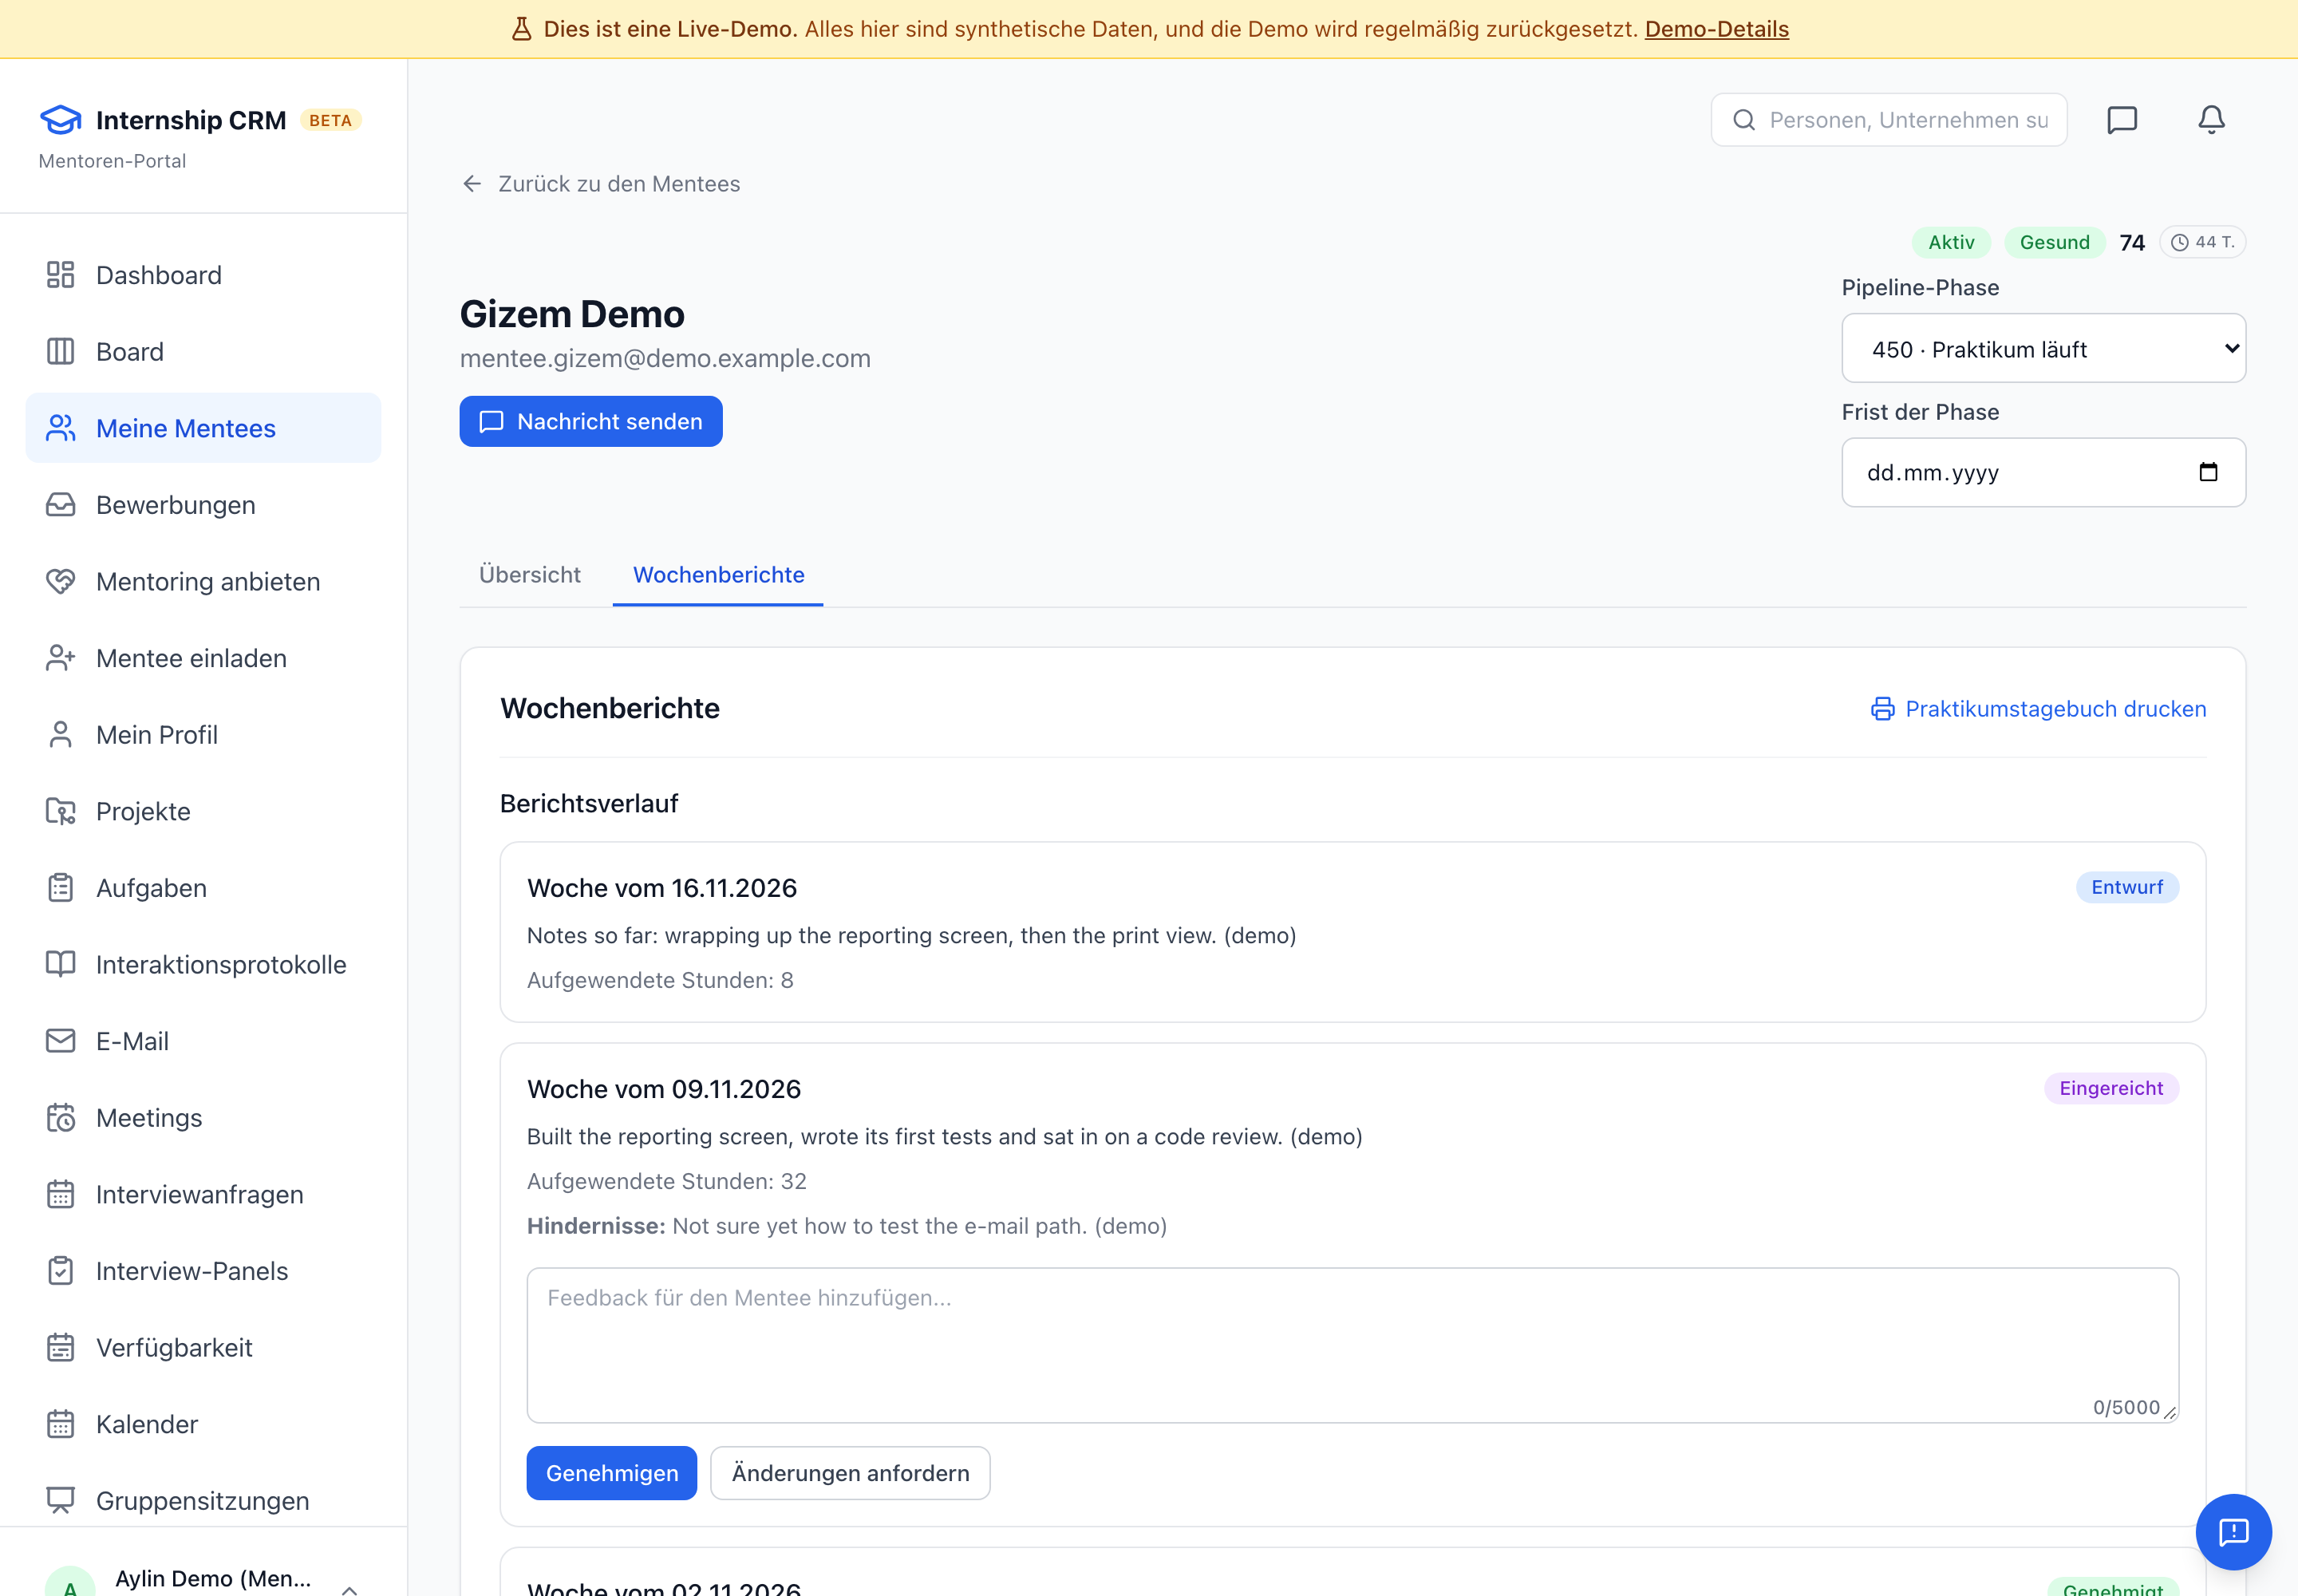 Dies ist eine Live-Demo. Alles hier sind synthetische Daten, und die Demo wird regelmäßig zurückgesetzt. Demo-Details
Internship CRM BETA
Mentoren-Portal
Dashboard
Board
Meine Mentees
Bewerbungen
Mentoring anbieten
Mentee einladen
Mein Profil
Projekte
Aufgaben
Interaktionsprotokolle
E-Mail
Meetings
Interviewanfragen
Interview-Panels
Verfügbarkeit
Kalender
Gruppensitzungen
A Aylin Demo (Men...
Personen, Unternehmen su
Zurück zu den Mentees
Aktiv Gesund 74 44 T.
Gizem Demo
mentee.gizem@demo.example.com
Nachricht senden
Pipeline-Phase
450 · Praktikum läuft
Frist der Phase
dd.mm.yyyy
Übersicht Wochenberichte
Wochenberichte Praktikumstagebuch drucken
Berichtsverlauf
Woche vom 16.11.2026 Entwurf
Notes so far: wrapping up the reporting screen, then the print view. (demo)
Aufgewendete Stunden: 8
Woche vom 09.11.2026 Eingereicht
Built the reporting screen, wrote its first tests and sat in on a code review. (demo)
Aufgewendete Stunden: 32
Hindernisse: Not sure yet how to test the e-mail path. (demo)
Feedback für den Mentee hinzufügen...
0/5000
Genehmigen Änderungen anfordern
Woche vom 02.11.2026 Genehmigt